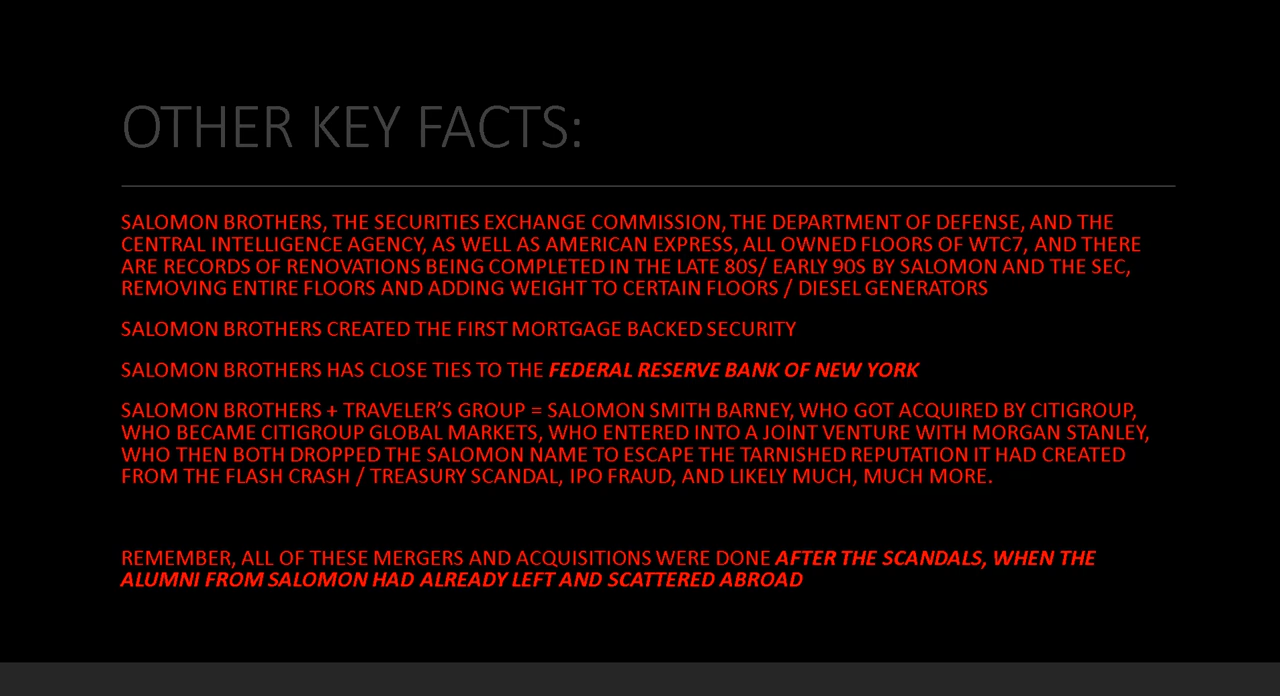 OTHER KEY FACTS:
SALOMON BROTHERS, THE SECURITIES EXCHANGE COMMISSION, THE DEPARTMENT OF DEFENSE, AND THE
CENTRAL INTELLIGENCE AGENCY, AS WELL AS AMERICAN EXPRESS, ALL OWNED FLOORS OF WTC7, AND THERE
ARE RECORDS OF RENOVATIONS BEING COMPLETED IN THE LATE 80S/ EARLY 90S BY SALOMON AND THE SEC,
REMOVING ENTIRE FLOORS AND ADDING WEIGHT TO CERTAIN FLOORS / DIESEL GENERATORS
SALOMON BROTHERS CREATED THE FIRST MORTGAGE BACKED SECURITY
SALOMON BROTHERS HAS CLOSE TIES TO THE FEDERAL RESERVE BANK OF NEW YORK
SALOMON BROTHERS + TRAVELER’S GROUP = SALOMON SMITH BARNEY, WHO GOT ACQUIRED BY CITIGROUP,
WHO BECAME CITIGROUP GLOBAL MARKETS, WHO ENTERED INTO A JOINT VENTURE WITH MORGAN STANLEY,
WHO THEN BOTH DROPPED THE SALOMON NAME TO ESCAPE THE TARNISHED REPUTATION IT HAD CREATED
FROM THE FLASH CRASH / TREASURY SCANDAL, IPO FRAUD, AND LIKELY MUCH, MUCH MORE.
REMEMBER, ALL OF THESE MERGERS AND ACQUISITIONS WERE DONE AFTER THE SCANDALS, WHEN THE
ALUMNI FROM SALOMON HAD ALREADY LEFT AND SCATTERED ABROAD